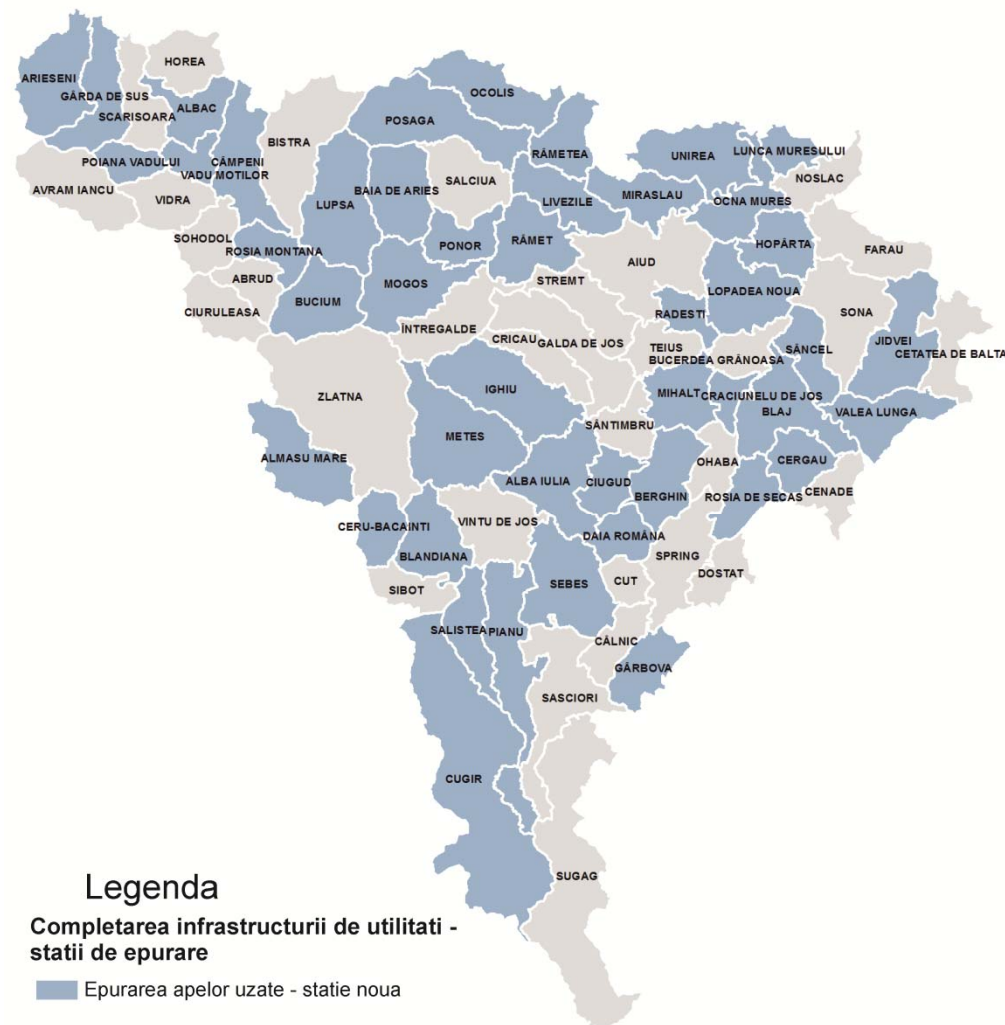 HOREA
ARIESENI
OCOLIS
GÂRDA DE SUS
ALBAC
SCARISOARA
POSAGA
BISTRA
UNIREA
LUNCA MURESULUI
RÂMETEA
POIANA VADULUI
CÂMPENI
VADU MOTILOR
NOSLAC
AVRAM IANCU
BAIA DE ARIES
SALCIUA
MIRASLAU
VIDRA
LUPSA
LIVEZILE
OCNA MURES
SOHODOL
RÂMET
HOPÂRTA
ROSIA MONTANA
PONOR
FARAU
AIUD
ABRUD
MOGOS
STREMT
LOPADEA NOUA
BUCIUM
CIURULEASA
RADESTI
SONA
ÎNTREGALDE
CRICAU
GALDA DE JOS
TEIUS
JIDVEI
BUCERDEA GRÂNOASA
SÂNCEL
CETATEA DE BALTA
IGHIU
ZLATNA
MIHALT
CRACIUNELU DE JOS
BLAJ
VALEA LUNGA
SÂNTIMBRU
METES
ALMASU MARE
OHABA
CERGAU
ALBA IULIA
CIUGUD
BERGHIN
ROSIA DE SECAS
CENADE
VINTU DE JOS
CERU-BACAINTI
DAIA ROMÂNA
BLANDIANA
SPRING
DOSTAT
CUT
SEBES
SIBOT
SALISTEA
PIANU
CÂLNIC
GÂRBOVA
SASCIORI
CUGIR
SUGAG
Legenda
Completarea infrastructurii de utilitati -
statii de epurare
Epurarea apelor uzate - statie noua